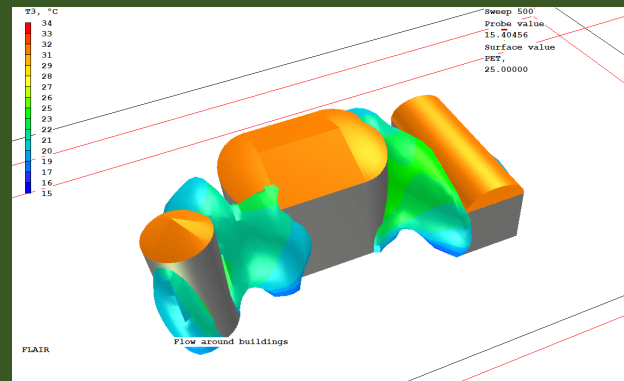 T3, °C
34
33
32
31
29
28
27
26
25
23
22
21
20
19
17
16
15
Sweep 500
Probe value
15.40456
Surface value
PET,
25.00000
Flow around buildings
FLAIR